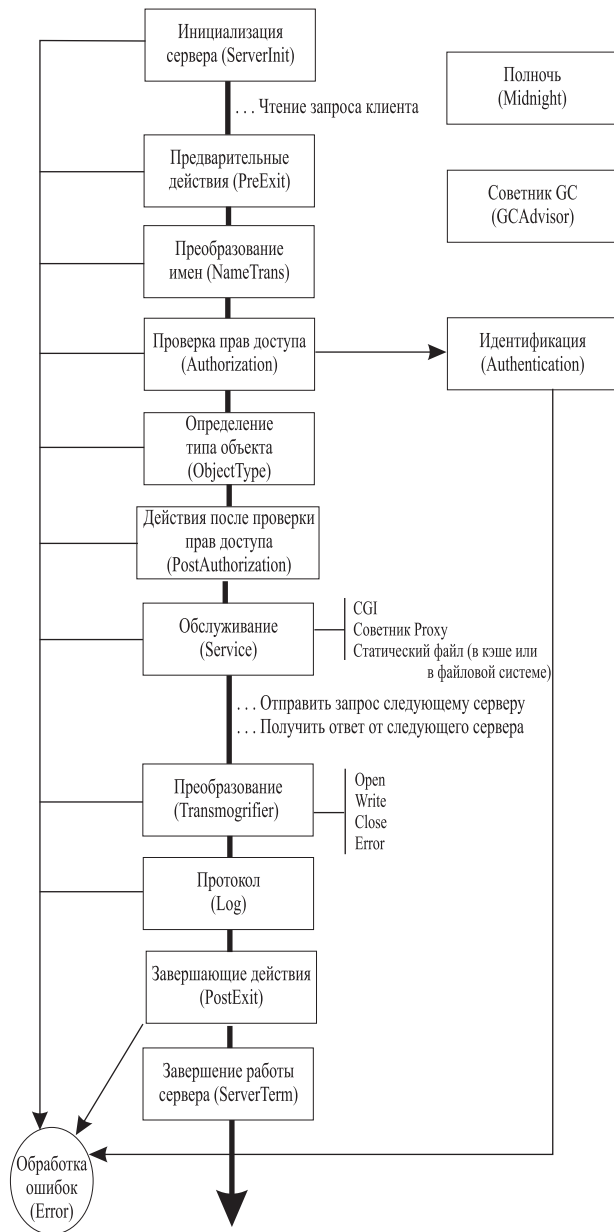 Инициализация
сервера (ServerInit)
Полночь
(Midnight)
. . . Чтение запроса клиента
Предварительные
действия (PreExit)
Советник GC
(GCAdvisor)
Преобразование
имен (NameTrans)
Проверка прав доступа
(Authorization)
Идентификация
(Authentication)
Определение
типа объекта
(ObjectType)
Действия после проверки
прав доступа
(PostAuthorization)
Обслуживание
(Service)
CGI
Советник Proxy
Статический файл (в кэше или
в файловой системе)
. . . Отправить запрос следующему серверу
. . . Получить ответ от следующего сервера
Преобразование
(Transmogrifier)
Open
Write
Close
Error
Протокол
(Log)
Завершающие действия
(PostExit)
Завершение работы
сервера (ServerTerm)
Обработка
ошибок
(Error)